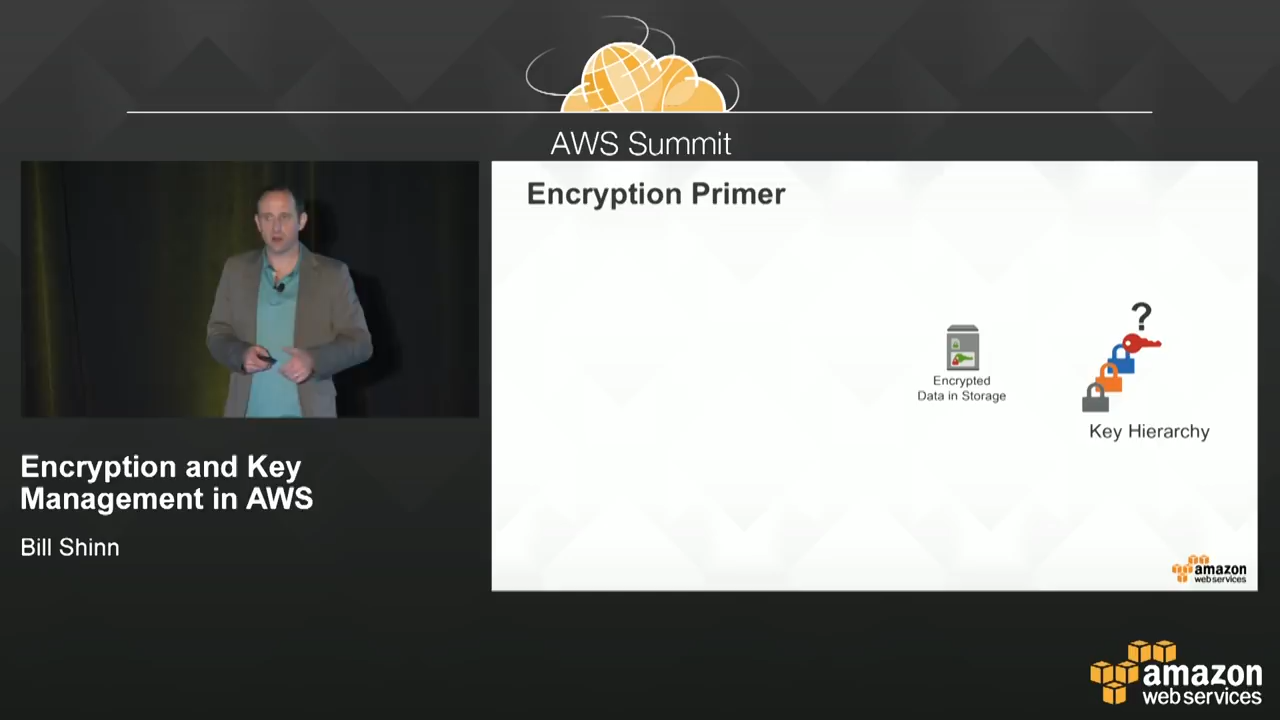 AWS Summit
Encryption Primer
?
Encrypted
Data in Storage
Key Hierarchy
amazon
web services
Encryption and Key
Management in AWS
Bill Shinn
amazon
web services